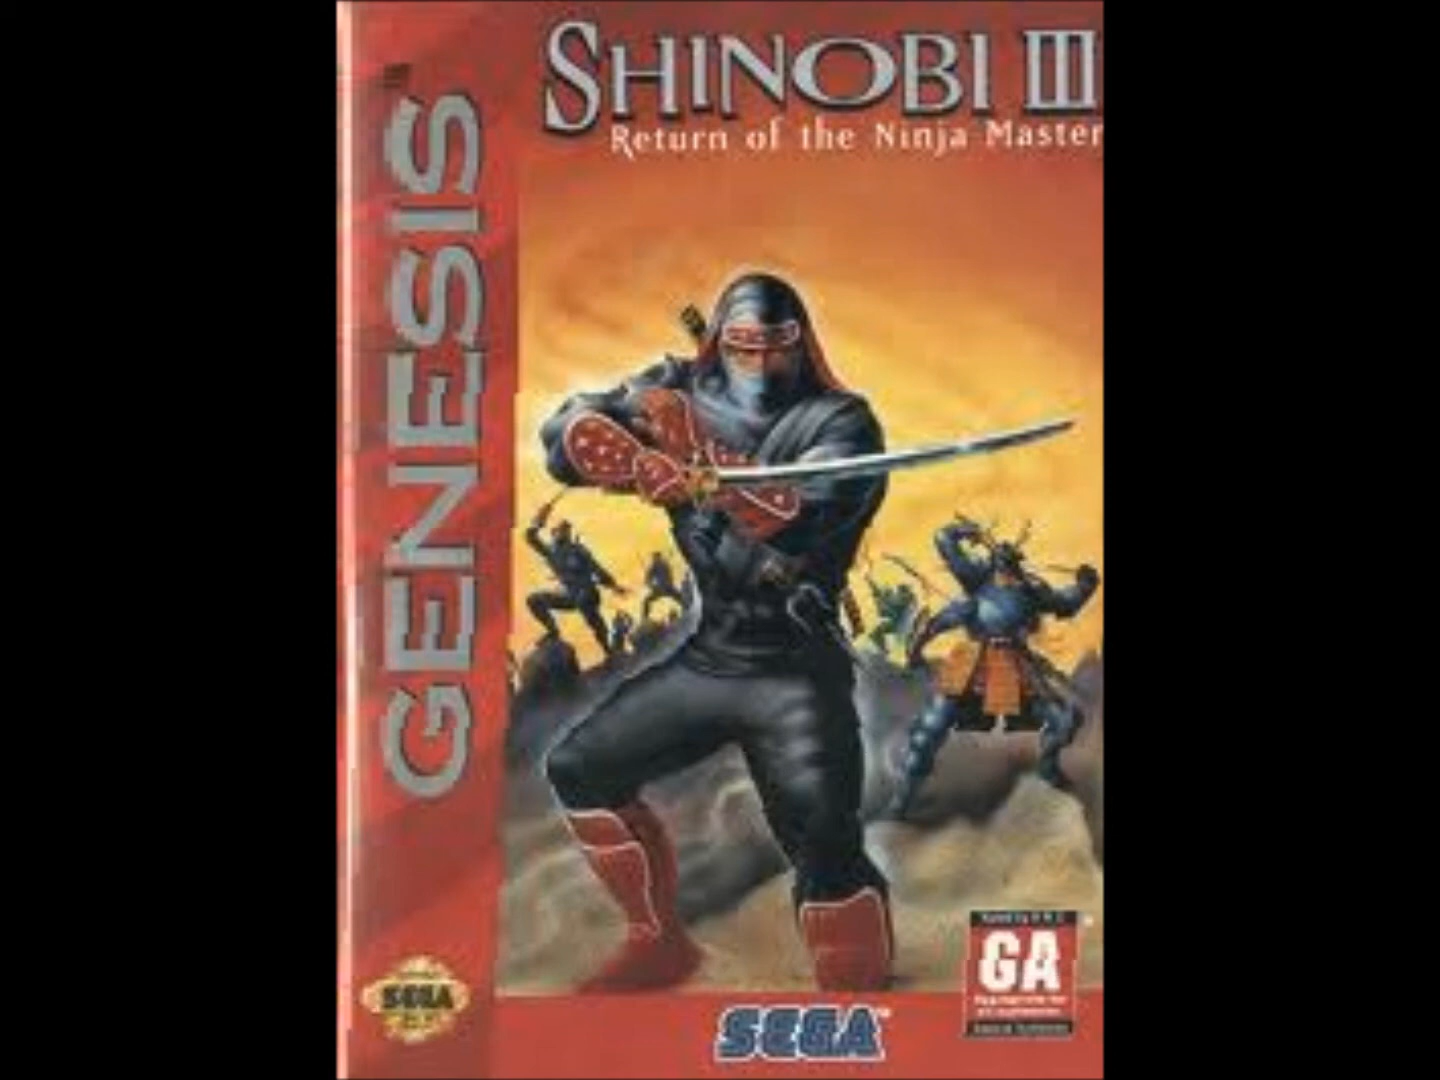 SHINOBI III
Return of the Ninja Master
GENESIS
GA
SEGA
SEGA